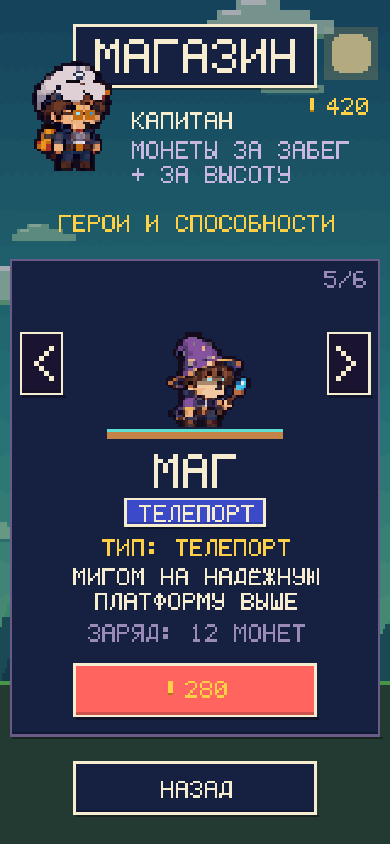 МАГАЗИН
420
КАПИТАН
МОНЕТЫ ЗА ЗАБЕГ
+ ЗА ВЫСОТУ
ГЕРОИ И СПОСОБНОСТИ
5/6
< >
МАГ
ТЕЛЕПОРТ
ТИП: ТЕЛЕПОРТ
МИГОМ НА НАДЁЖНУЮ
ПЛАТФОРМУ ВЫШЕ
ЗАРЯД: 12 МОНЕТ
280
НАЗАД